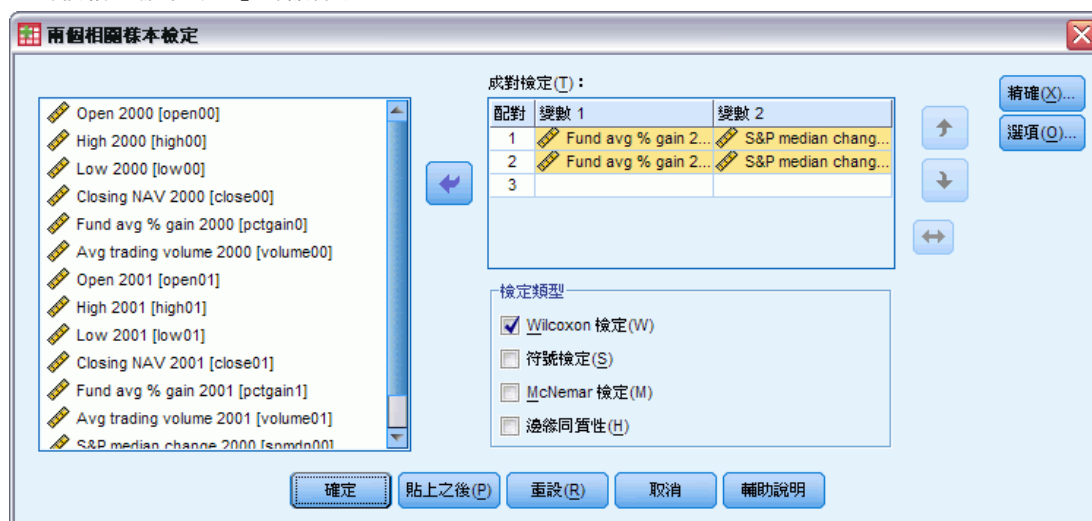 兩個相關樣本檢定
成對檢定(T)：
Open 2000 [open00]
High 2000 [high00]
Low 2000 [low00]
Closing NAV 2000 [close00]
Fund avg % gain 2000 [pctgain0]
Avg trading volume 2000 [volume00]
Open 2001 [open01]
High 2001 [high01]
Low 2001 [low01]
Closing NAV 2001 [close01]
Fund avg % gain 2001 [pctgain1]
Avg trading volume 2001 [volume01]
S&P median change 2000 [spmdn00]
配對 變數 1 變數 2
1 Fund avg % gain 2... S&P median chang...
2 Fund avg % gain 2... S&P median chang...
3
精確(X)...
選項(O)...
檢定類型
Wilcoxon 檢定(W)
符號檢定(S)
McNemar 檢定(M)
邊緣同質性(H)
確定 貼上之後(P) 重設(R) 取消 輔助說明